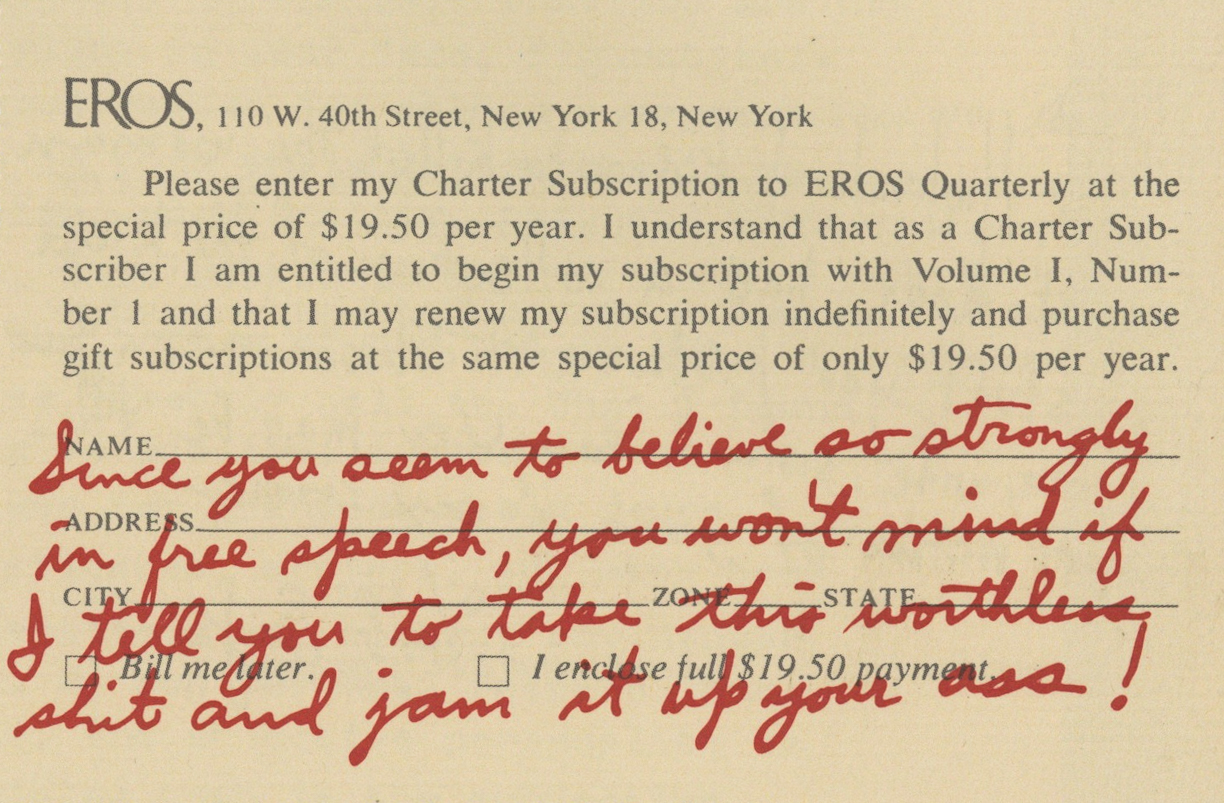 EROS, 110 W. 40th Street, New York 18, New York
Please enter my Charter Subscription to EROS Quarterly at the
special price of $19.50 per year. I understand that as a Charter Sub-
scriber I am entitled to begin my subscription with Volume I, Num-
ber 1 and that I may renew my subscription indefinitely and purchase
gift subscriptions at the same special price of only $19.50 per year.
NAME
Since you seem to believe so strongly
ADDRESS
in free speech, you won't mind if
CITY ZONE STATE
I tell you to take this worthless
Bill me later. I enclose full $19.50 payment.
shit and jam it up your ass!